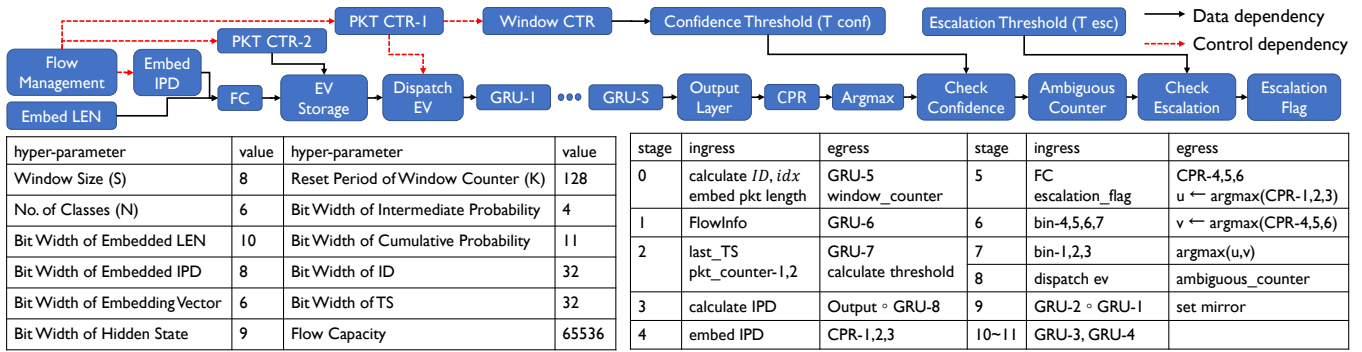 PKT CTR-1
Window CTR
Confidence Threshold (T conf)
Escalation Threshold (T esc)
Data dependency
Control dependency
PKT CTR-2
Flow
Management
Embed
IPD
Embed LEN
FC
EV
Storage
Dispatch
EV
GRU-1
GRU-S
Output
Layer
CPR
Argmax
Check
Confidence
Ambiguous
Counter
Check
Escalation
Escalation
Flag
hyper-parameter value hyper-parameter value
Window Size (S) 8 Reset Period of Window Counter (K) 128
No. of Classes (N) 6 Bit Width of Intermediate Probability 4
Bit Width of Embedded LEN 10 Bit Width of Cumulative Probability 11
Bit Width of Embedded IPD 8 Bit Width of ID 32
Bit Width of Embedding Vector 6 Bit Width of TS 32
Bit Width of Hidden State 9 Flow Capacity 65536
stage ingress egress stage ingress egress
0 calculate ID, idx GRU-5 5 FC CPR-4,5,6
embed pkt length window_counter escalation_flag u ← argmax(CPR-1,2,3)
1 FlowInfo GRU-6 6 bin-4,5,6,7 v ← argmax(CPR-4,5,6)
2 last_TS GRU-7 7 bin-1,2,3 argmax(u,v)
pkt_counter-1,2 calculate threshold 8 dispatch ev ambiguous_counter
3 calculate IPD Output ∘ GRU-8 9 GRU-2 ∘ GRU-1 set mirror
4 embed IPD CPR-1,2,3 10~11 GRU-3, GRU-4